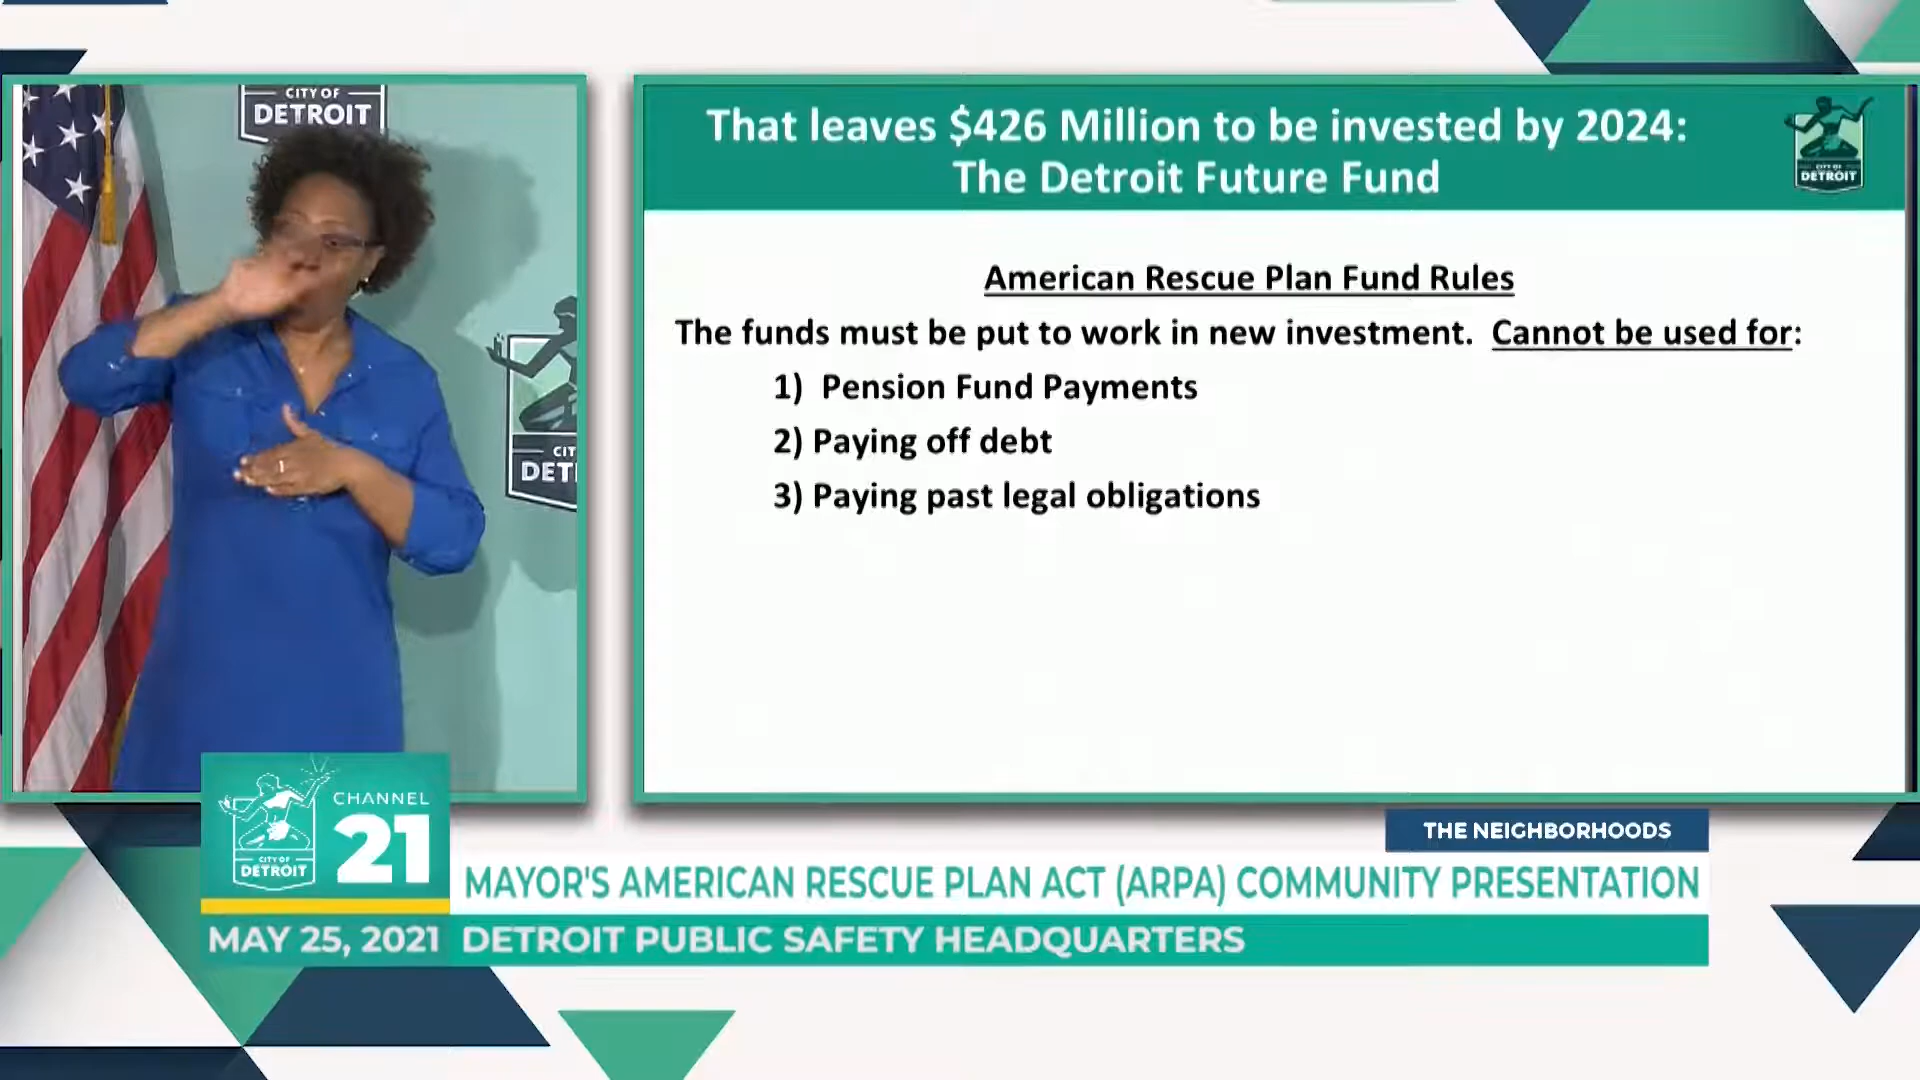 CITY OF
DETROIT
CIT
DET
That leaves $426 Million to be invested by 2024:
The Detroit Future Fund
CITY OF
DETROIT
American Rescue Plan Fund Rules
The funds must be put to work in new investment. Cannot be used for:
1) Pension Fund Payments
2) Paying off debt
3) Paying past legal obligations
CITY OF
DETROIT
CHANNEL
21
THE NEIGHBORHOODS
MAYOR'S AMERICAN RESCUE PLAN ACT (ARPA) COMMUNITY PRESENTATION
MAY 25, 2021 DETROIT PUBLIC SAFETY HEADQUARTERS